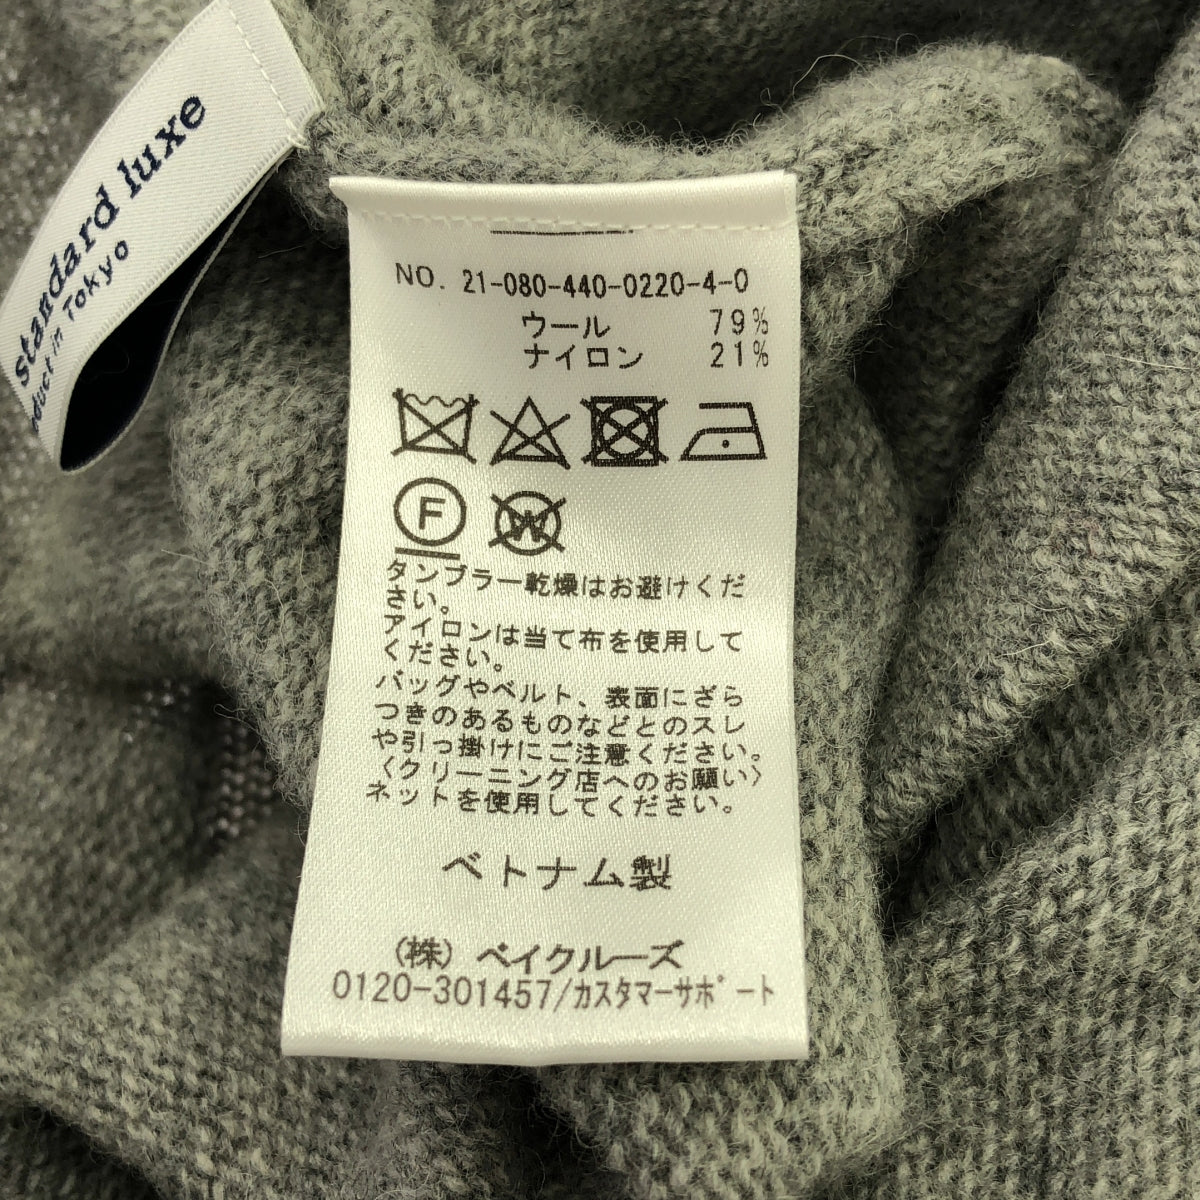 standard luxe
oduct in Tokyo
NO. 21-080-440-0220-4-0
ウール 79%
ナイロン 21%
F W
タンブラー乾燥はお避けくだ
さい。
アイロンは当て布を使用して
ください。
バッグやベルト、表面にざら
つきのあるものなどとのスレ
や引っ掛けにご注意ください。
〈クリーニング店へのお願い〉
ネットを使用してください。
ベトナム製
(株) ベイクルーズ
0120-301457/カスタマーサポート